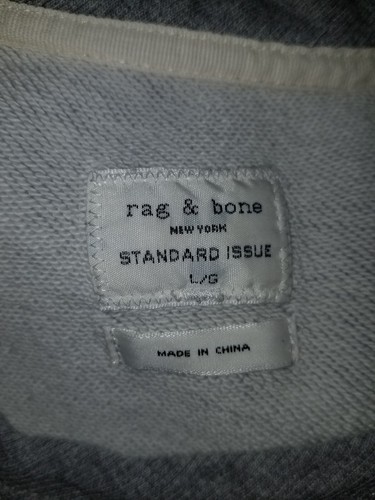 rag & bone
NEW YORK
STANDARD ISSUE
L/G
MADE IN CHINA